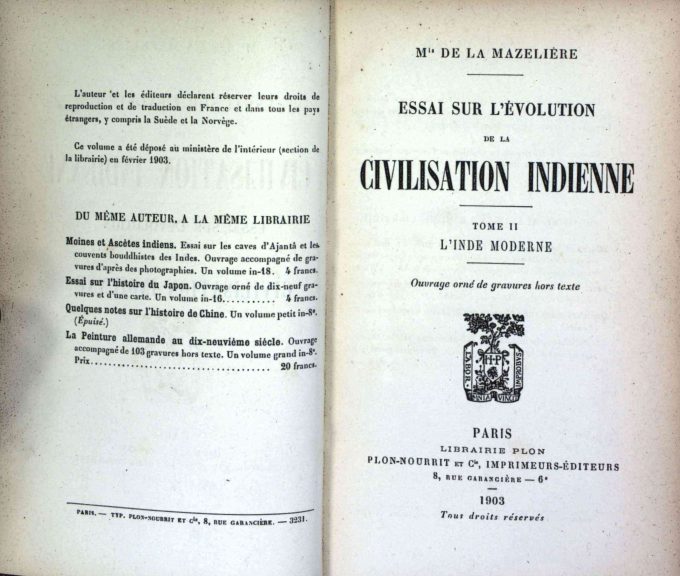 L'auteur et les éditeurs déclarent réserver leurs droits de
reproduction et de traduction en France et dans tous les pays
étrangers, y compris la Suède et la Norvège.
Ce volume a été déposé au ministère de l'intérieur (section de
la librairie) en février 1903.
DU MÊME AUTEUR, A LA MÊME LIBRAIRIE
Moines et Ascètes indiens. Essai sur les caves d'Ajantâ et les
couvents bouddhistes des Indes. Ouvrage accompagné de gra-
vures d'après des photographies. Un volume in-18. 4 francs.
Essai sur l'histoire du Japon. Ouvrage orné de dix-neuf gra-
vures et d'une carte. Un volume in-16........... 4 francs.
Quelques notes sur l'histoire de Chine. Un volume petit in-8°.
(Épuisé.)
La Peinture allemande au dix-neuvième siècle. Ouvrage
accompagné de 103 gravures hors texte. Un volume grand in-8°.
Prix.................................... 20 francs.
PARIS. — TYP. PLON-NOURRIT ET Cie, 8, RUE GARANCIÈRE. — 3231.
Mis DE LA MAZELIÈRE
ESSAI SUR L'ÉVOLUTION
DE LA
CIVILISATION INDIENNE
TOME II
L'INDE MODERNE
Ouvrage orné de gravures hors texte
LABOR
H·P
IMPROBVS
OMNIA VINCIT
PARIS
LIBRAIRIE PLON
PLON-NOURRIT ET Cie, IMPRIMEURS-ÉDITEURS
8, RUE GARANCIÈRE — 6e
1903
Tous droits réservés